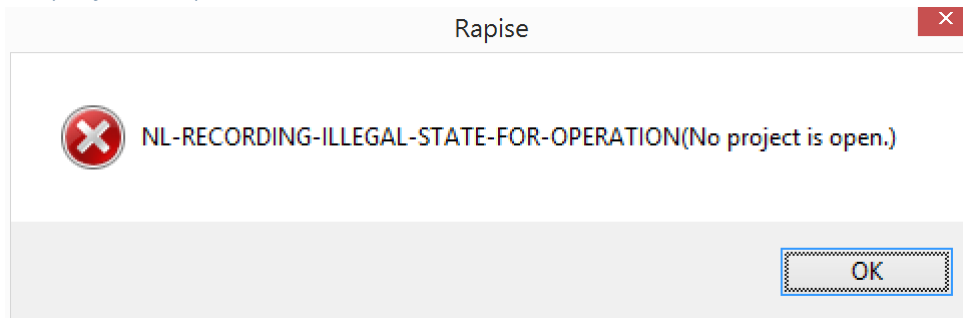 Rapise
NL-RECORDING-ILLEGAL-STATE-FOR-OPERATION(No project is open.)
OK